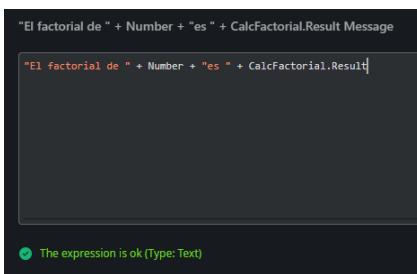 "El factorial de " + Number + "es " + CalcFactorial.Result Message
"El factorial de " + Number + "es " + CalcFactorial.Result
The expression is ok (Type: Text)